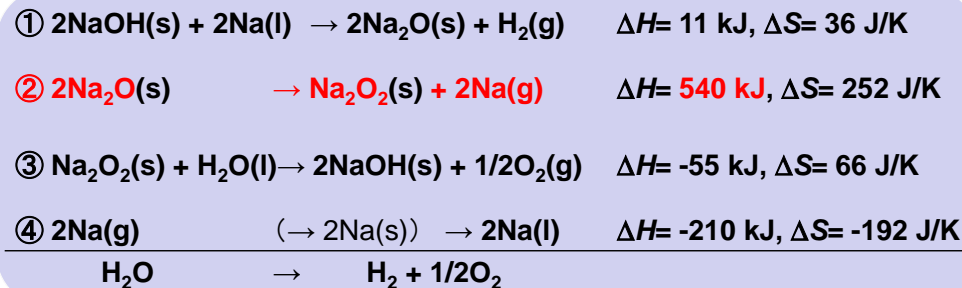 ① 2NaOH(s) + 2Na(l) → 2Na₂O(s) + H₂(g) ΔH= 11 kJ, ΔS= 36 J/K
② 2Na₂O(s) → Na₂O₂(s) + 2Na(g) ΔH= 540 kJ, ΔS= 252 J/K
③ Na₂O₂(s) + H₂O(l)→ 2NaOH(s) + 1/2O₂(g) ΔH= -55 kJ, ΔS= 66 J/K
④ 2Na(g) （→ 2Na(s)） → 2Na(l) ΔH= -210 kJ, ΔS= -192 J/K
H₂O → H₂ + 1/2O₂